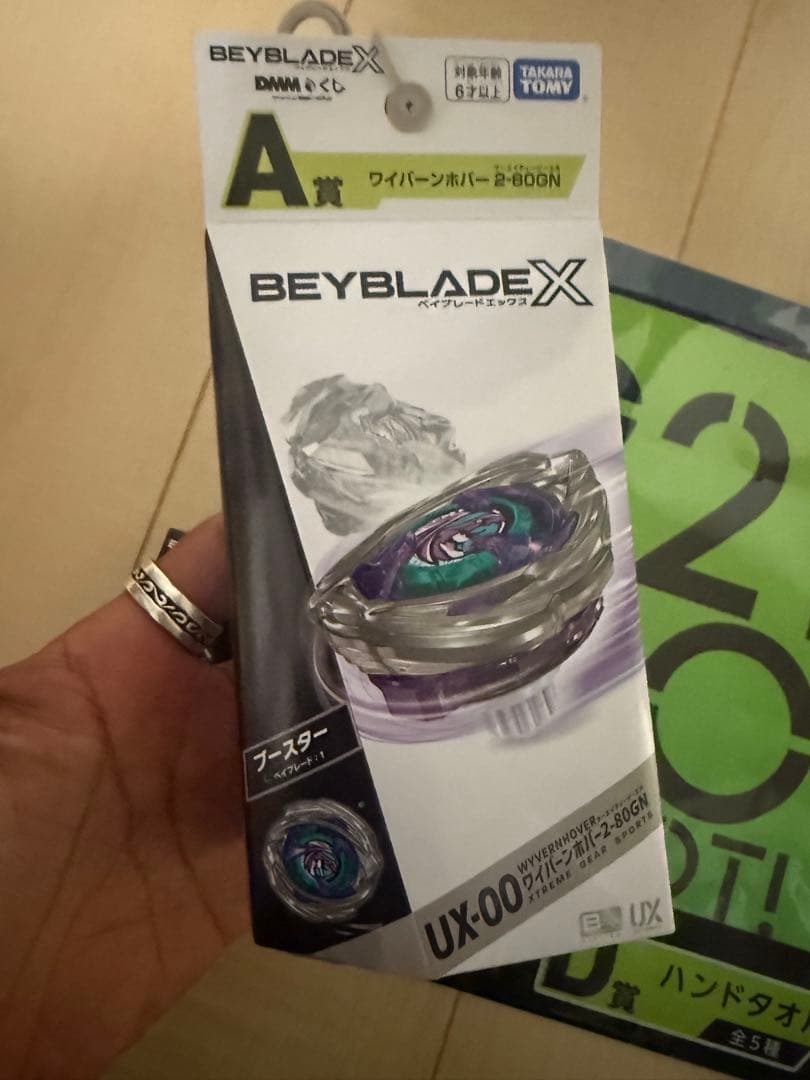 BEYBLADE X
DMMくじ
対象年齢
6才以上
TAKARA
TOMY
A賞
ワイバーンホバー2-80GN
BEYBLADE X
ベイブレードエックス
ブースター
ベイブレード:1
UX-00
WYVERNHOVER
ワイバーンホバー2-80GN
XTREME GEAR SPORTS
UX
2
OT!
D賞
ハンドタオル
全5種